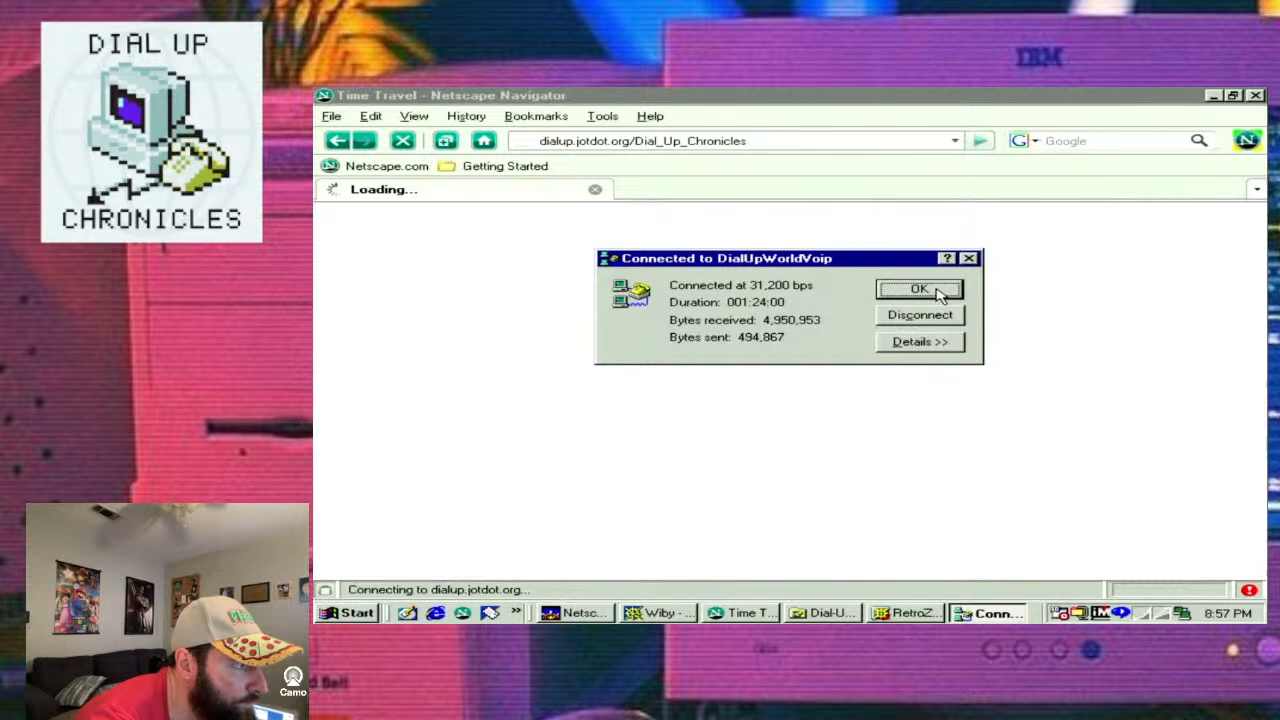 DIAL UP
CHRONICLES
IBM
Time Travel - Netscape Navigator
File Edit View History Bookmarks Tools Help
dialup.jotdot.org/Dial_Up_Chronicles
Google
Netscape.com Getting Started
Loading...
Connected to DialUpWorldVoip
Connected at 31,200 bps
Duration: 001:24:00
Bytes received: 4,950,953
Bytes sent: 494,867
OK
Disconnect
Details >>
Connecting to dialup.jotdot.org...
Start Netsc... Wiby - ... Time T... Dial-U... RetroZ... Conn... 8:57 PM
Camo